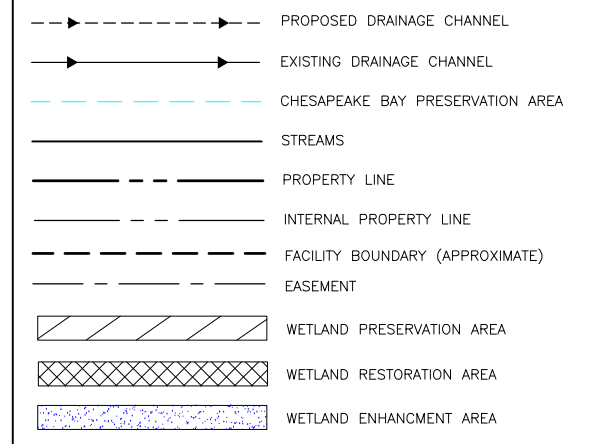 PROPOSED DRAINAGE CHANNEL
EXISTING DRAINAGE CHANNEL
CHESAPEAKE BAY PRESERVATION AREA
STREAMS
PROPERTY LINE
INTERNAL PROPERTY LINE
FACILITY BOUNDARY (APPROXIMATE)
EASEMENT
WETLAND PRESERVATION AREA
WETLAND RESTORATION AREA
WETLAND ENHANCMENT AREA